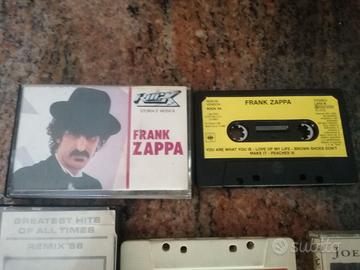 ROCK
STORIA E MUSICA
FRANK
ZAPPA
FRANK ZAPPA
YOU ARE WHAT YOU IS - LOVE OF MY LIFE - BROWN SHOES DON'T
MAKE IT - PEACHES III
GREATEST HITS
OF ALL TIMES
REMIX '88
JOE
subito